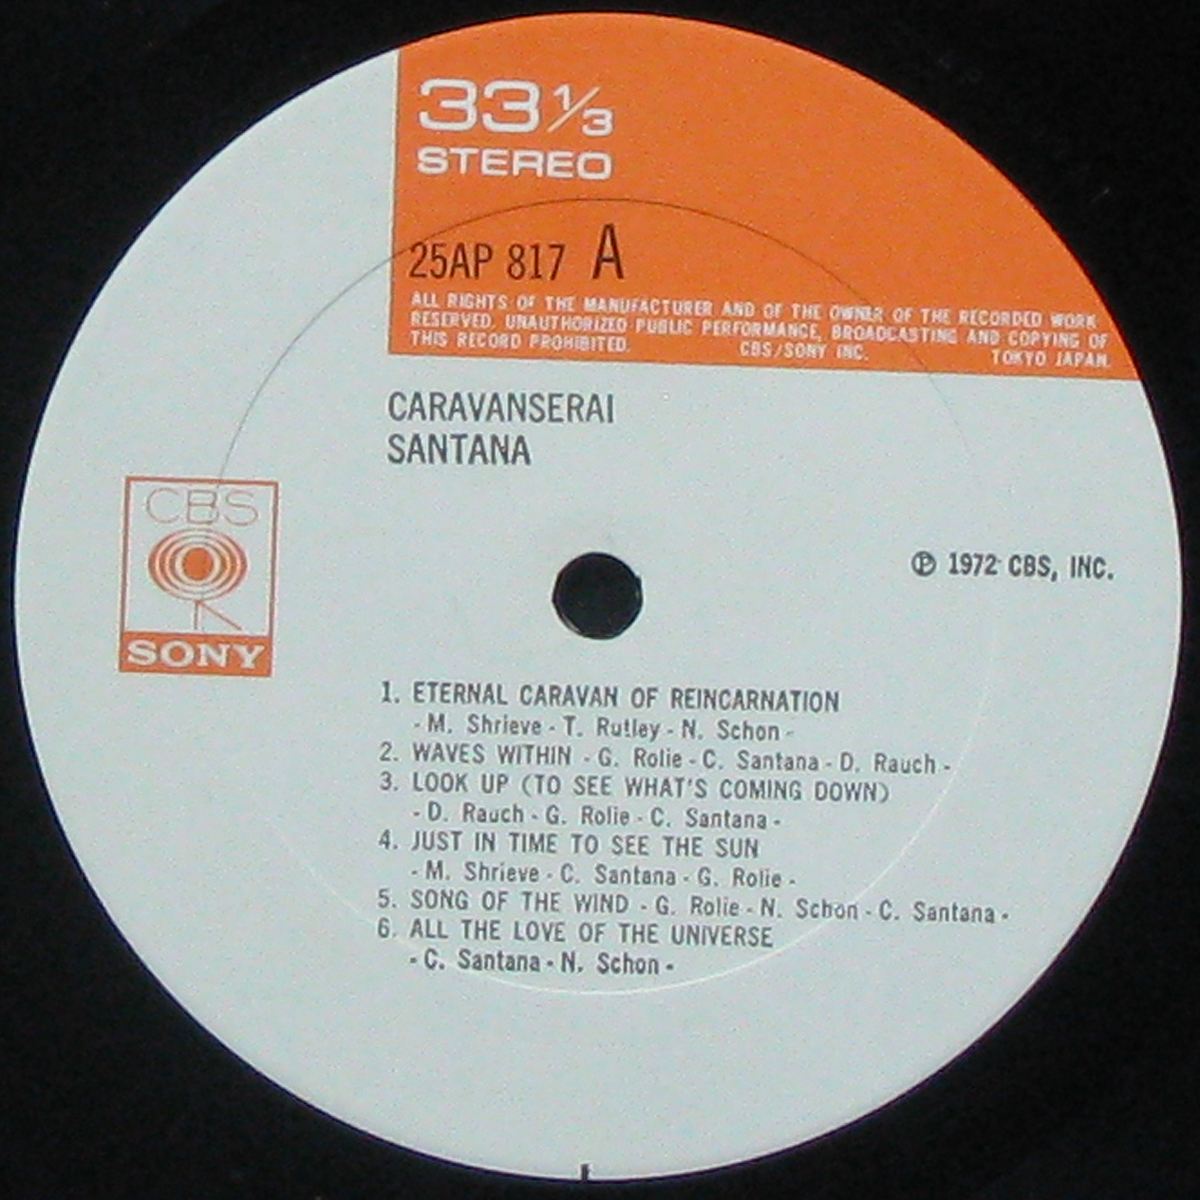 33 1/3
STEREO
25AP 817 A
ALL RIGHTS OF THE MANUFACTURER AND OF THE OWNER OF THE RECORDED WORK
RESERVED. UNAUTHORIZED PUBLIC PERFORMANCE, BROADCASTING AND COPYING OF
THIS RECORD PROHIBITED. CBS/SONY INC. TOKYO JAPAN.
CARAVANSERAI
SANTANA
CBS
SONY
℗ 1972 CBS, INC.
1. ETERNAL CARAVAN OF REINCARNATION
- M. Shrieve - T. Rutley - N. Schon -
2. WAVES WITHIN - G. Rolie - C. Santana - D. Rauch -
3. LOOK UP (TO SEE WHAT'S COMING DOWN)
- D. Rauch - G. Rolie - C. Santana -
4. JUST IN TIME TO SEE THE SUN
- M. Shrieve - C. Santana - G. Rolie -
5. SONG OF THE WIND - G. Rolie - N. Schon - C. Santana -
6. ALL THE LOVE OF THE UNIVERSE
- C. Santana - N. Schon -